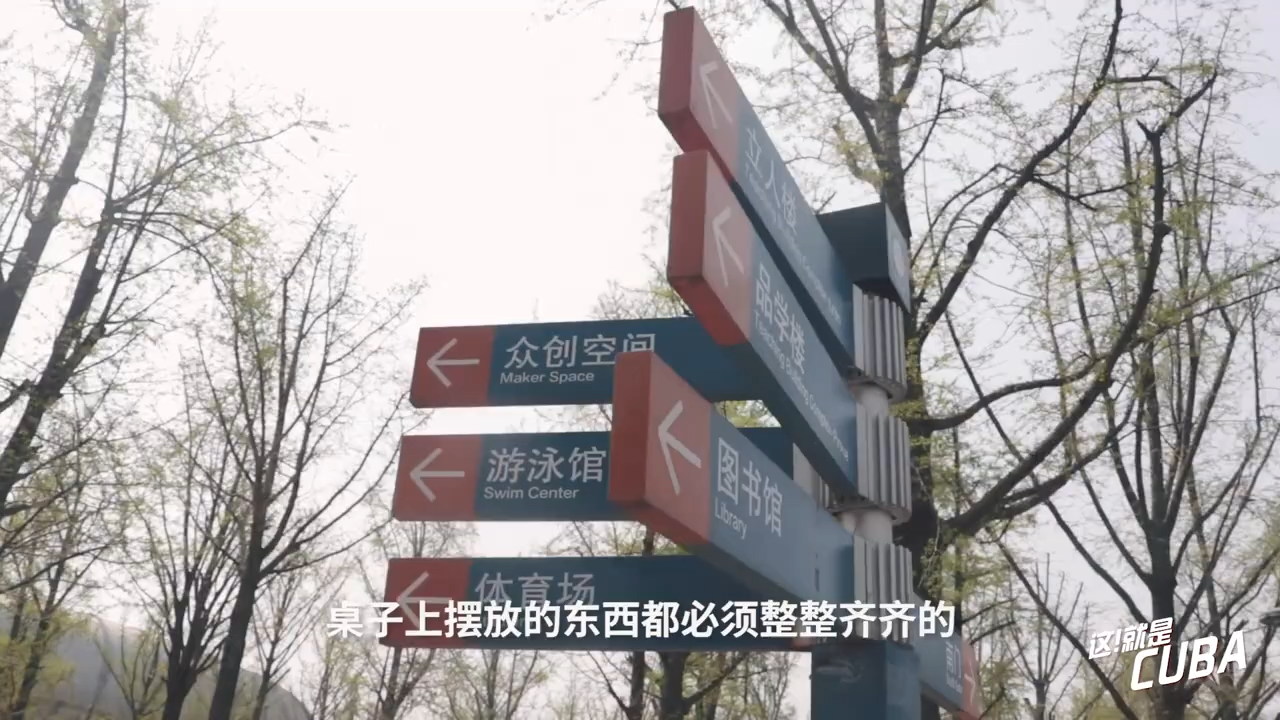 立人楼
品学楼
众创空间
Maker Space
图书馆
Library
游泳馆
Swim Center
体育场
桌子上摆放的东西都必须整整齐齐的
这!就是
CUBA